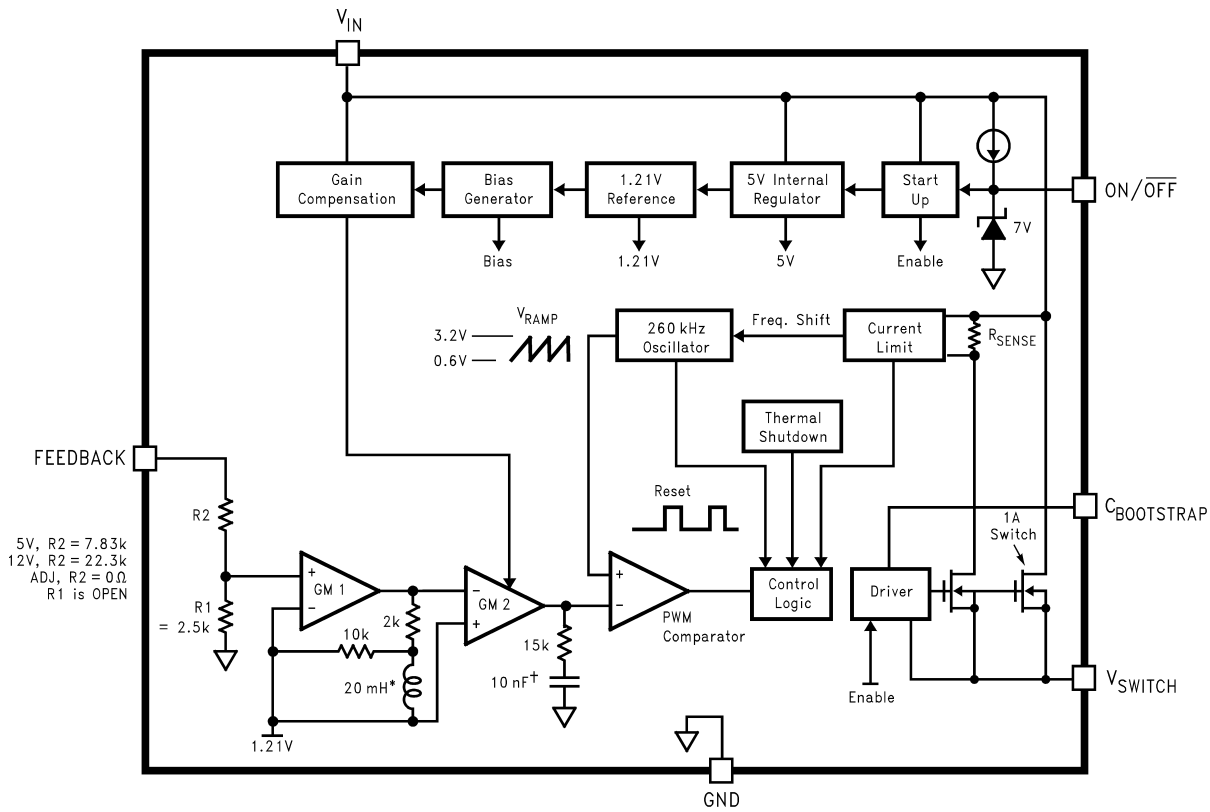 VIN
Gain
Compensation
Bias
Generator
1.21V
Reference
5V Internal
Regulator
Start
Up
ON/OFF
7V
Bias
1.21V
5V
Enable
VRAMP
3.2V
0.6V
260 kHz
Oscillator
Freq. Shift
Current
Limit
RSENSE
Thermal
Shutdown
FEEDBACK
R2
5V, R2 = 7.83k
12V, R2 = 22.3k
ADJ, R2 = 0Ω
R1 is OPEN
R1
= 2.5k
Reset
CBOOTSTRAP
1A
Switch
+
−
GM 1
−
+
GM 2
+
−
PWM
Comparator
Control
Logic
Driver
2k
10k
20 mH*
15k
10 nF†
1.21V
Enable
VSWITCH
GND